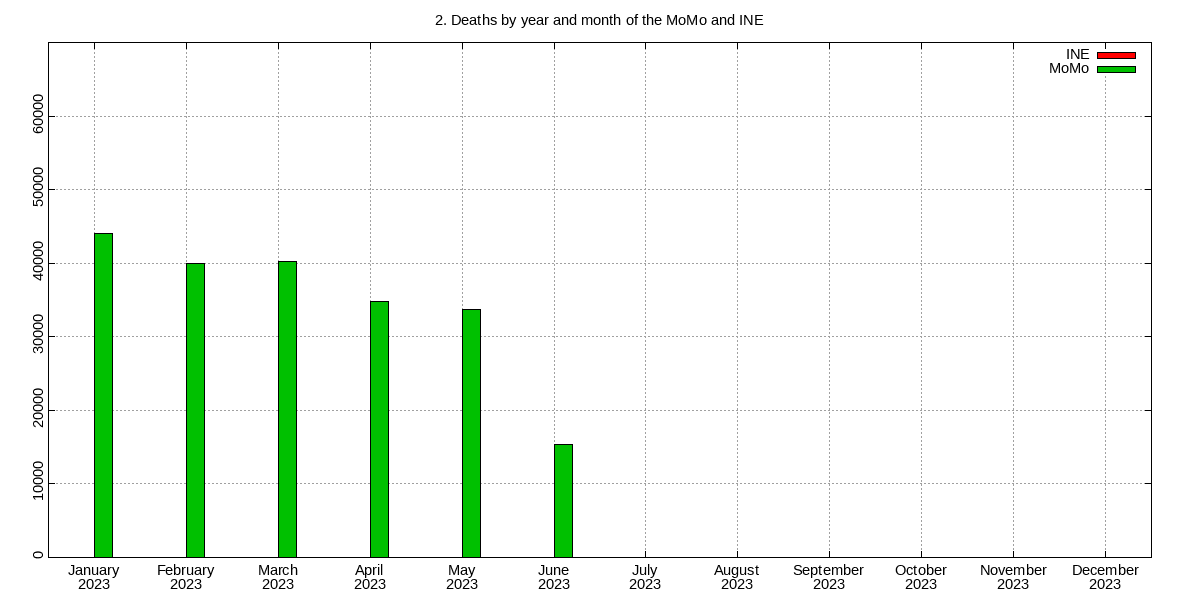 2. Deaths by year and month of the MoMo and INE
INE
MoMo
60000
50000
40000
30000
20000
10000
0
January February March April May June July August September October November December
2023 2023 2023 2023 2023 2023 2023 2023 2023 2023 2023 2023